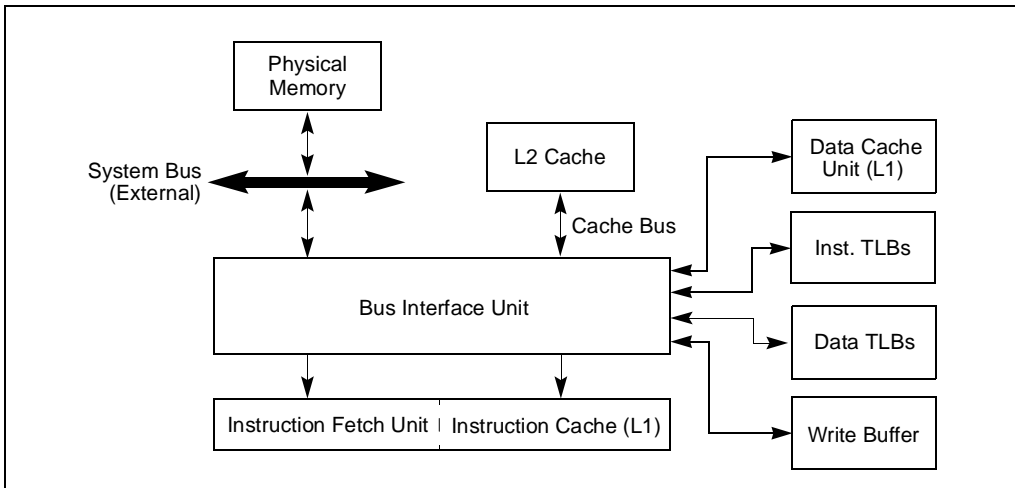 Physical
Memory
System Bus
(External)
L2 Cache
Cache Bus
Data Cache
Unit (L1)
Inst. TLBs
Bus Interface Unit
Data TLBs
Instruction Fetch Unit
Instruction Cache (L1)
Write Buffer